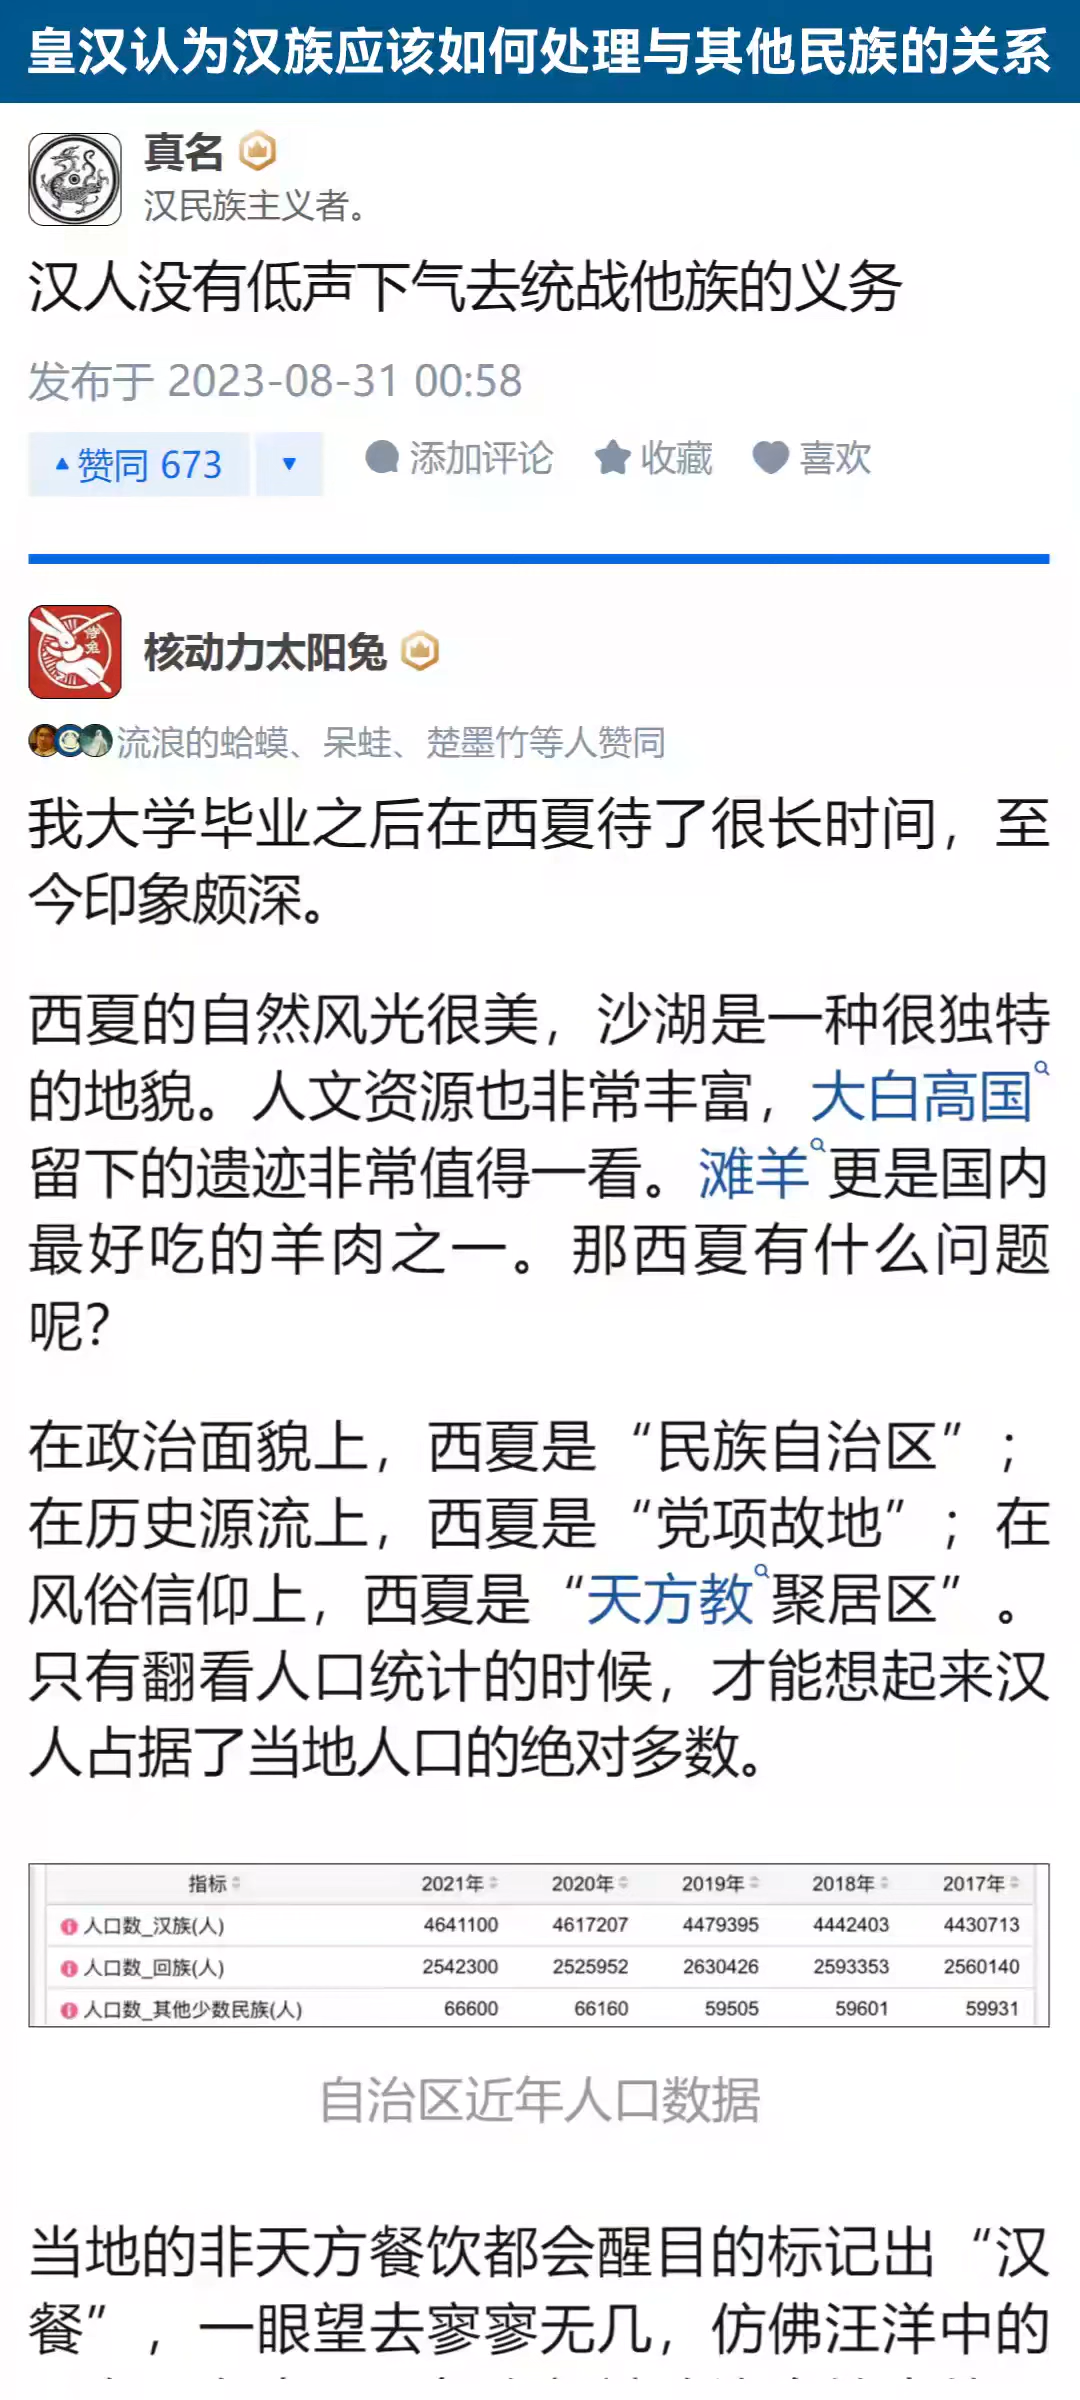 皇汉认为汉族应该如何处理与其他民族的关系
真名
汉民族主义者。
汉人没有低声下气去统战他族的义务
发布于 2023-08-31 00:58
赞同 673
添加评论
收藏
喜欢
核动力太阳兔
流浪的蛤蟆、呆蛙、楚墨竹等人赞同
我大学毕业之后在西夏待了很长时间，至
今印象颇深。
西夏的自然风光很美，沙湖是一种很独特
的地貌。人文资源也非常丰富，大白高国
留下的遗迹非常值得一看。滩羊更是国内
最好吃的羊肉之一。那西夏有什么问题
呢？
在政治面貌上，西夏是“民族自治区”；
在历史源流上，西夏是“党项故地”；在
风俗信仰上，西夏是“天方教聚居区”。
只有翻看人口统计的时候，才能想起来汉
人占据了当地人口的绝对多数。
指标 2021年 2020年 2019年 2018年 2017年
人口数_汉族(人) 4641100 4617207 4479395 4442403 4430713
人口数_回族(人) 2542300 2525952 2630426 2593353 2560140
人口数_其他少数民族(人) 66600 66160 59505 59601 59931
自治区近年人口数据
当地的非天方餐饮都会醒目的标记出“汉
餐”，一眼望去寥寥无几，仿佛汪洋中的